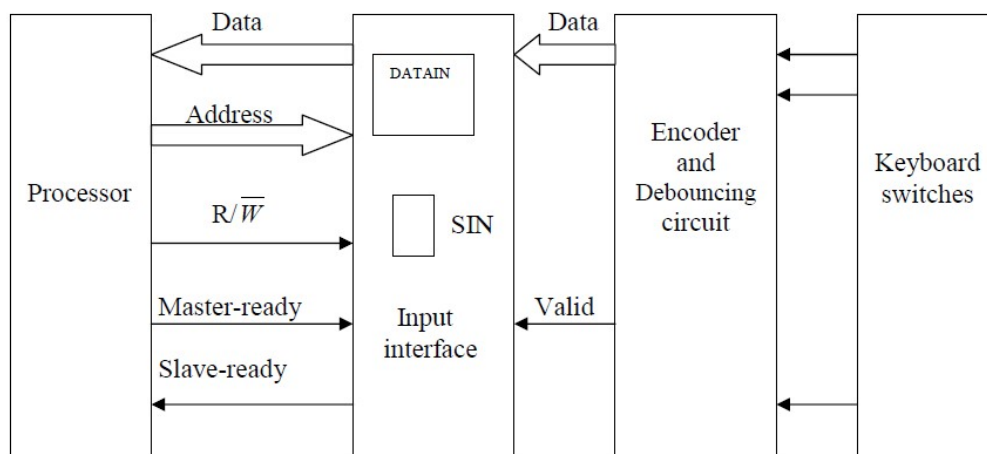 Data
Data
DATAIN
Address
Encoder
and
Debouncing
circuit
Processor
Keyboard
switches
R/W̅
SIN
Master-ready
Input
interface
Valid
Slave-ready